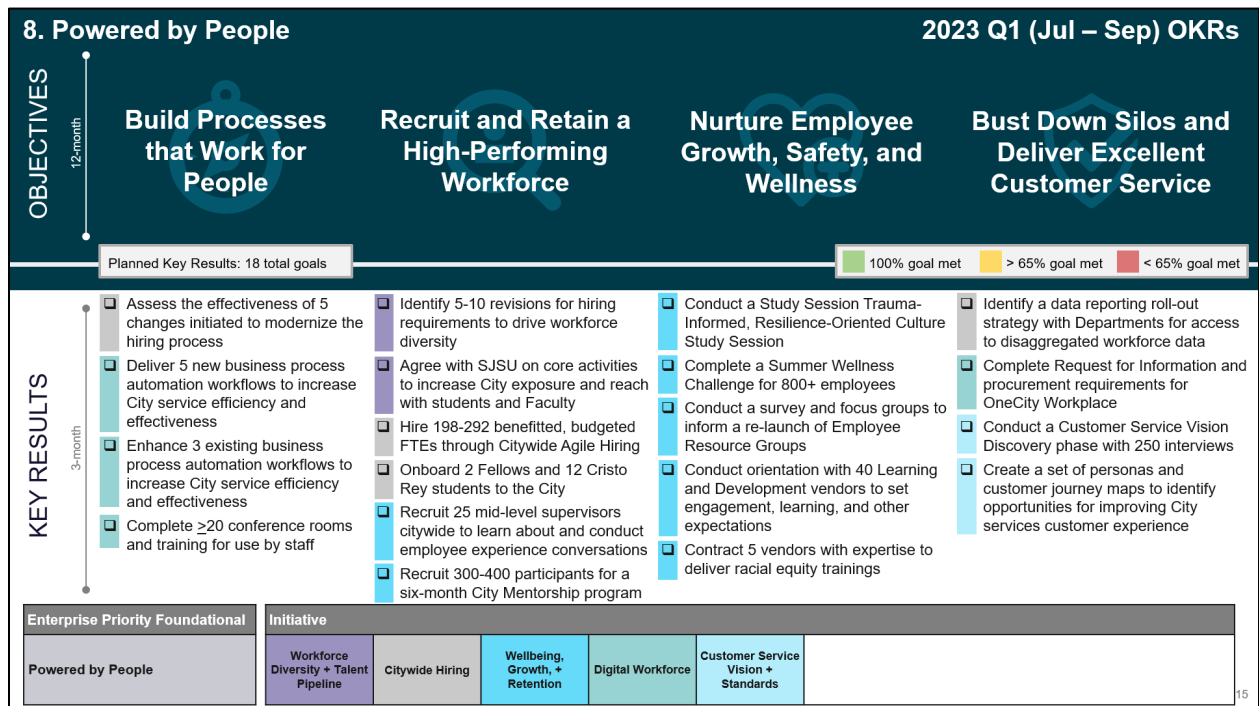 8. Powered by People
2023 Q1 (Jul – Sep) OKRs
OBJECTIVES
12-month
Build Processes
that Work for
People
Recruit and Retain a
High-Performing
Workforce
Nurture Employee
Growth, Safety, and
Wellness
Bust Down Silos and
Deliver Excellent
Customer Service
Planned Key Results: 18 total goals
100% goal met
> 65% goal met
< 65% goal met
KEY RESULTS
3-month
Assess the effectiveness of 5
changes initiated to modernize the
hiring process
Deliver 5 new business process
automation workflows to increase
City service efficiency and
effectiveness
Enhance 3 existing business
process automation workflows to
increase City service efficiency
and effectiveness
Complete >20 conference rooms
and training for use by staff
Identify 5-10 revisions for hiring
requirements to drive workforce
diversity
Agree with SJSU on core activities
to increase City exposure and reach
with students and Faculty
Hire 198-292 benefitted, budgeted
FTEs through Citywide Agile Hiring
Onboard 2 Fellows and 12 Cristo
Rey students to the City
Recruit 25 mid-level supervisors
citywide to learn about and conduct
employee experience conversations
Recruit 300-400 participants for a
six-month City Mentorship program
Conduct a Study Session Trauma-
Informed, Resilience-Oriented Culture
Study Session
Complete a Summer Wellness
Challenge for 800+ employees
Conduct a survey and focus groups to
inform a re-launch of Employee
Resource Groups
Conduct orientation with 40 Learning
and Development vendors to set
engagement, learning, and other
expectations
Contract 5 vendors with expertise to
deliver racial equity trainings
Identify a data reporting roll-out
strategy with Departments for access
to disaggregated workforce data
Complete Request for Information and
procurement requirements for
OneCity Workplace
Conduct a Customer Service Vision
Discovery phase with 250 interviews
Create a set of personas and
customer journey maps to identify
opportunities for improving City
services customer experience
Enterprise Priority Foundational
Initiative
Powered by People
Workforce
Diversity + Talent
Pipeline
Citywide Hiring
Wellbeing,
Growth, +
Retention
Digital Workforce
Customer Service
Vision +
Standards
15